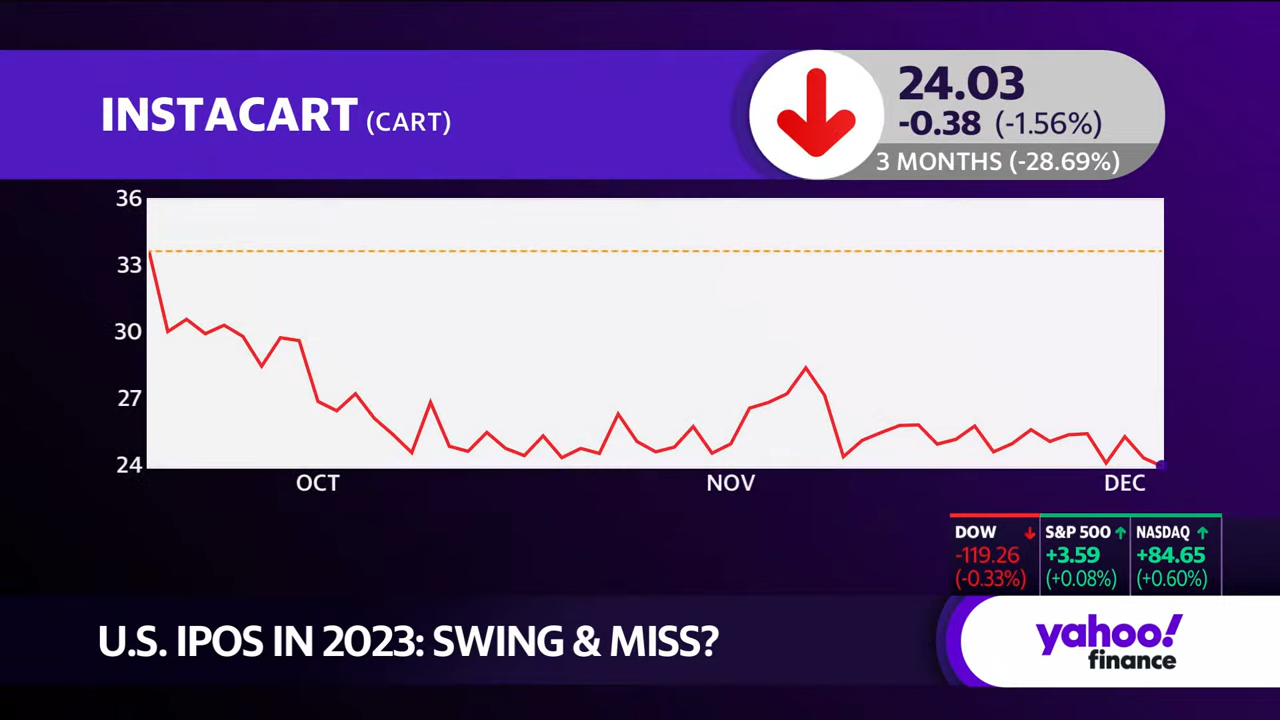 INSTACART (CART)
24.03
-0.38 (-1.56%)
3 MONTHS (-28.69%)
36
33
30
27
24
OCT NOV DEC
DOW S&P 500 NASDAQ
-119.26 +3.59 +84.65
(-0.33%) (+0.08%) (+0.60%)
U.S. IPOS IN 2023: SWING & MISS?
yahoo!
finance